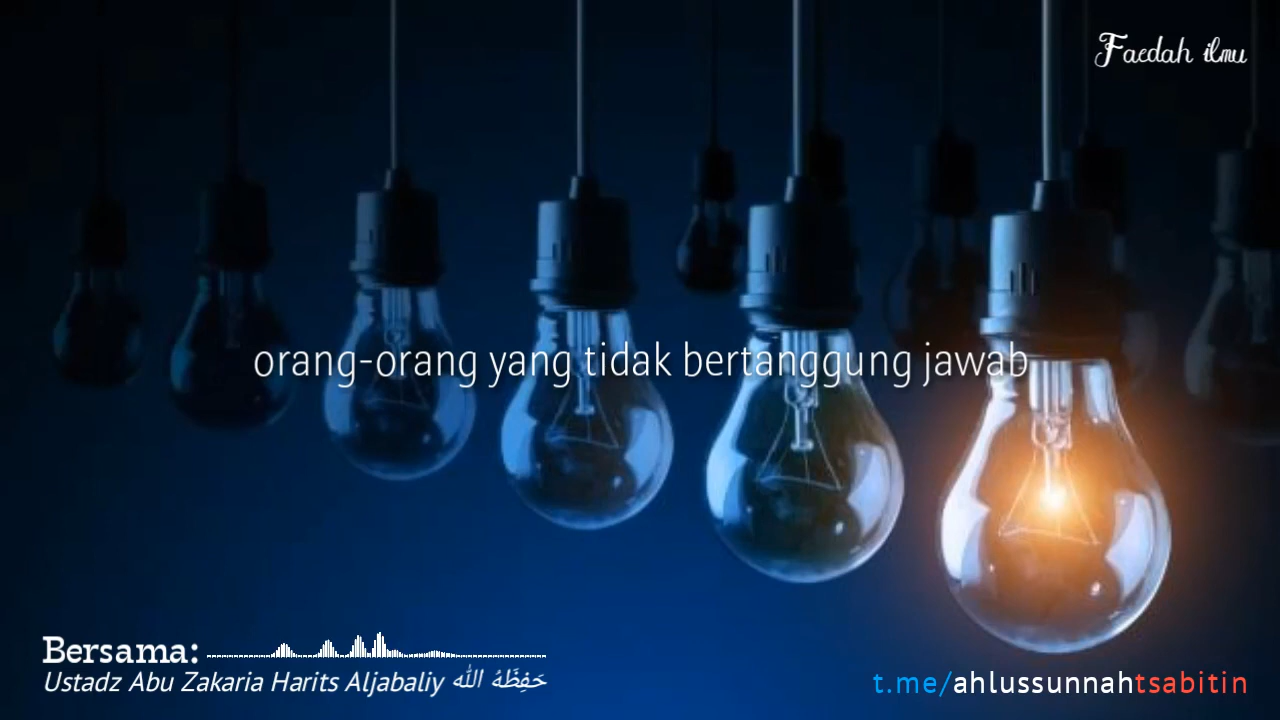 Faedah ilmu
orang-orang yang tidak bertanggung jawab
Bersama:
Ustadz Abu Zakaria Harits Aljabaliy حَفِظَهُ الله
t.me/ahlussunnahtsabitin